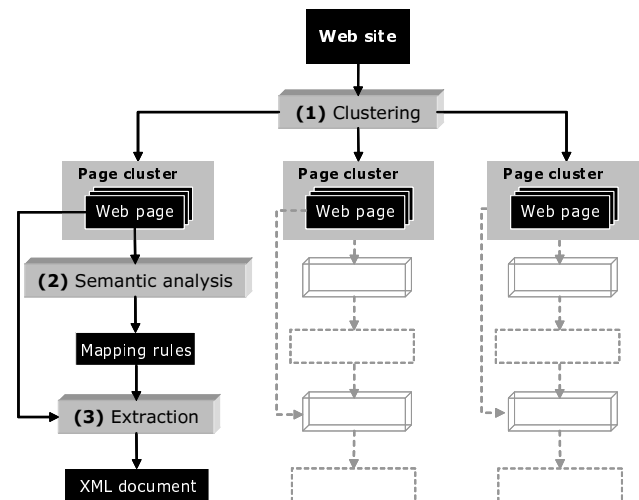 Web site
(1) Clustering
Page cluster
Web page
Page cluster
Web page
Page cluster
Web page
(2) Semantic analysis
Mapping rules
(3) Extraction
XML document